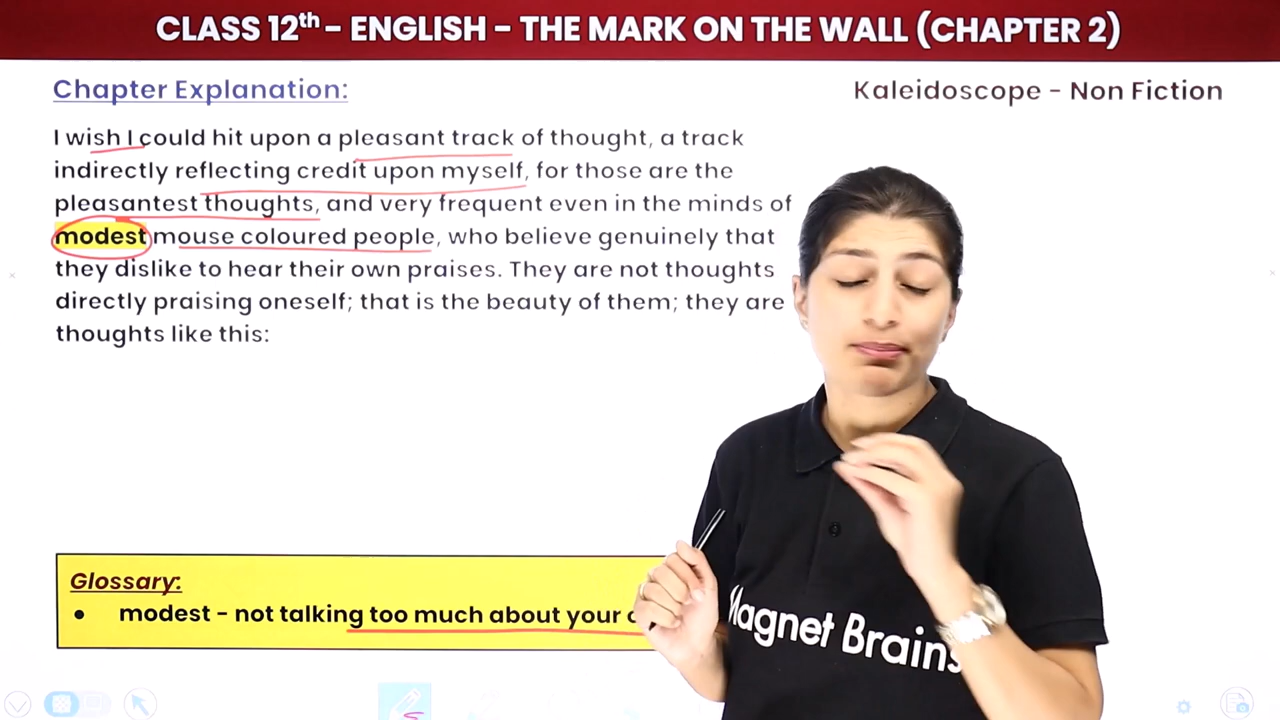 CLASS 12th – ENGLISH – THE MARK ON THE WALL (CHAPTER 2)
Chapter Explanation:
Kaleidoscope – Non Fiction
I wish I could hit upon a pleasant track of thought, a track
indirectly reflecting credit upon myself, for those are the
pleasantest thoughts, and very frequent even in the minds of
modest mouse coloured people, who believe genuinely that
they dislike to hear their own praises. They are not thoughts
directly praising oneself; that is the beauty of them; they are
thoughts like this:
Glossary:
• modest – not talking too much about your
Magnet Brains